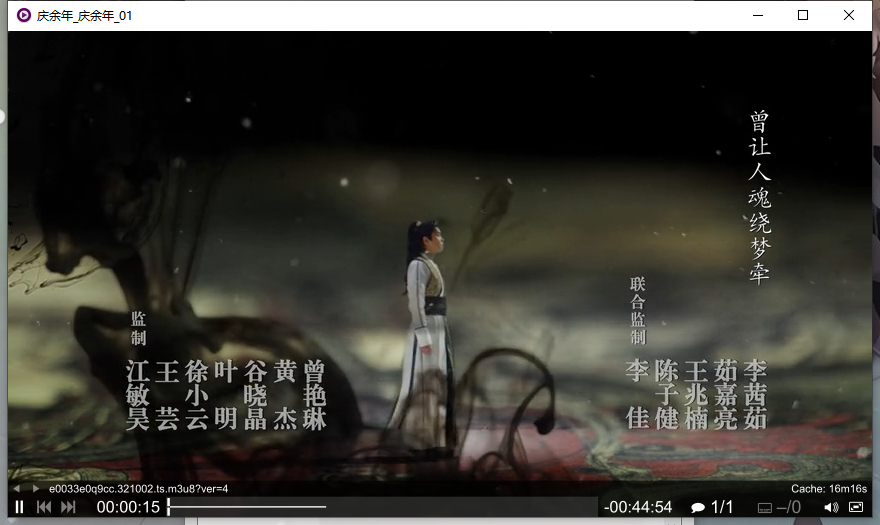 庆余年_庆余年_01
曾让人魂绕梦牵
联合监制
李茜茹
茹嘉亮
王兆楠
陈子健
李佳
监制
曾艳琳
黄杰
谷晓晶
叶明
徐小云
王芸
江敏昊
e0033e0q9cc.321002.ts.m3u8?ver=4
Cache: 16m16s
00:00:15
-00:44:54
1/1
–/0